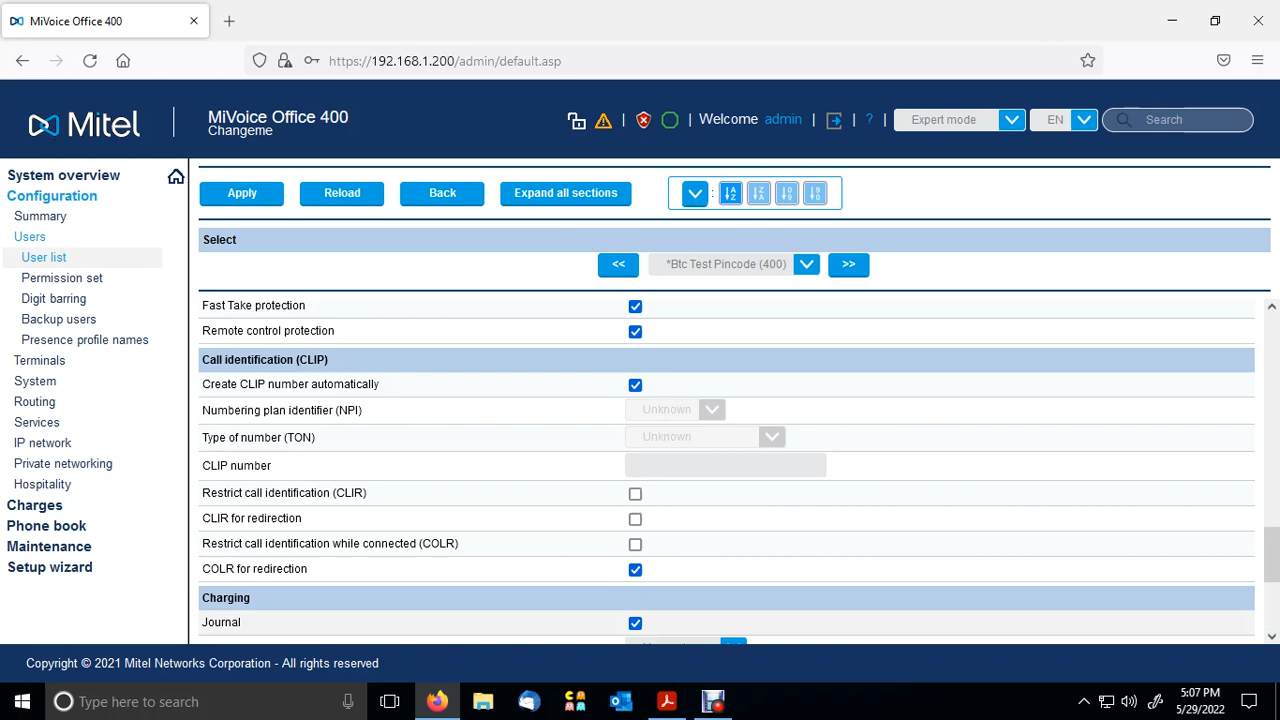 MiVoice Office 400
https://192.168.1.200/admin/default.asp
Mitel
MiVoice Office 400
Changeme
Welcome admin
?
Expert mode
EN
Search
System overview
Configuration
Summary
Users
User list
Permission set
Digit barring
Backup users
Presence profile names
Terminals
System
Routing
Services
IP network
Private networking
Hospitality
Charges
Phone book
Maintenance
Setup wizard
Apply
Reload
Back
Expand all sections
:
Select
<<
*Btc Test Pincode (400)
>>
Fast Take protection
Remote control protection
Call identification (CLIP)
Create CLIP number automatically
Numbering plan identifier (NPI)
Unknown
Type of number (TON)
Unknown
CLIP number
Restrict call identification (CLIR)
CLIR for redirection
Restrict call identification while connected (COLR)
COLR for redirection
Charging
Journal
Copyright © 2021 Mitel Networks Corporation - All rights reserved
Type here to search
5:07 PM
5/29/2022